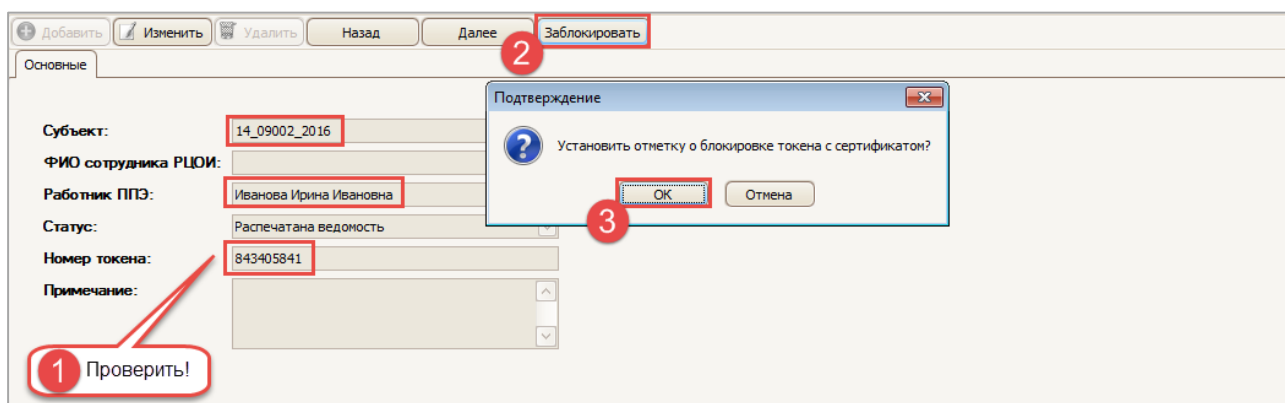 Добавить Изменить Удалить Назад Далее Заблокировать
2
Основные
Подтверждение
Установить отметку о блокировке токена с сертификатом?
ОК Отмена
3
Субъект: 14_09002_2016
ФИО сотрудника РЦОИ:
Работник ППЭ: Иванова Ирина Ивановна
Статус: Распечатана ведомость
Номер токена: 843405841
Примечание:
1 Проверить!